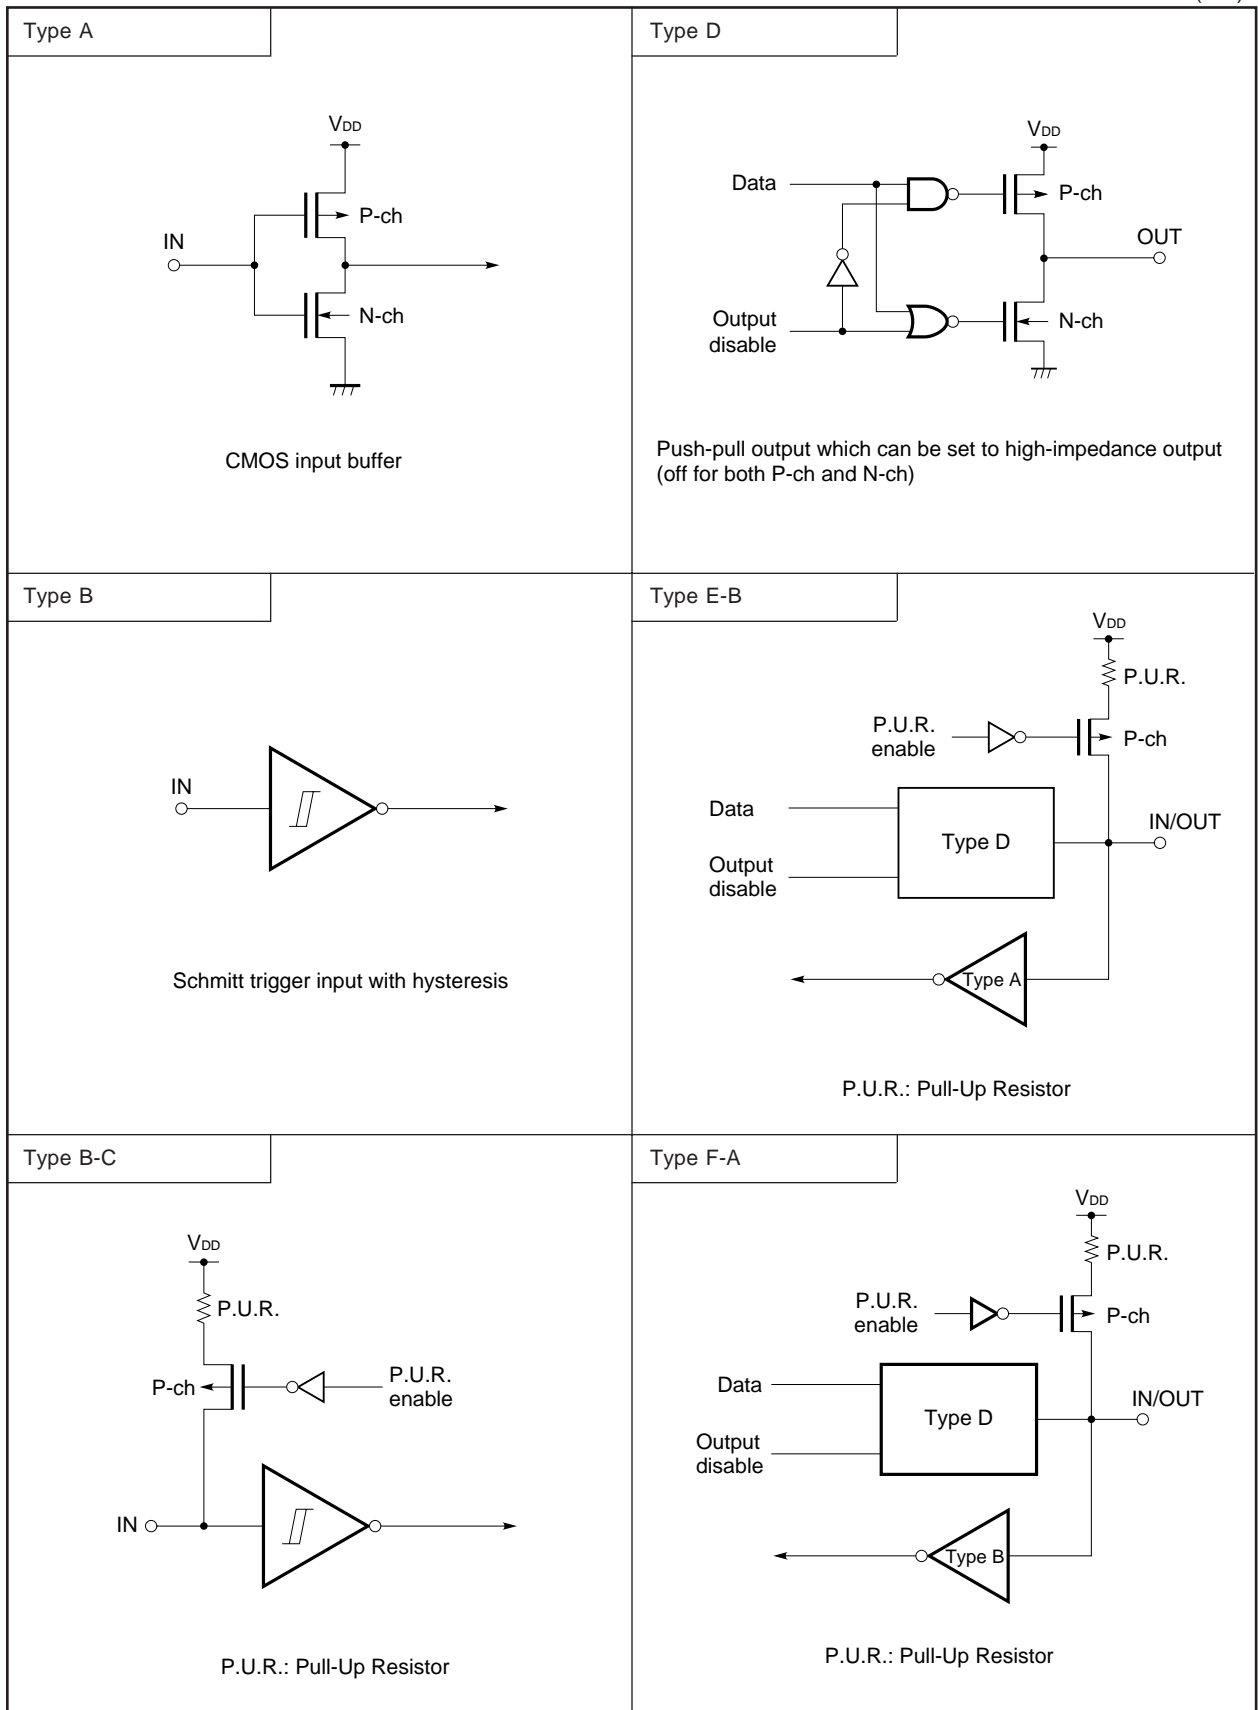 Type A
VDD
P-ch
IN
N-ch
CMOS input buffer
Type D
VDD
Data
P-ch
OUT
Output
disable
N-ch
Push-pull output which can be set to high-impedance output
(off for both P-ch and N-ch)
Type B
IN
Schmitt trigger input with hysteresis
Type E-B
VDD
P.U.R.
P.U.R.
enable
P-ch
Data
IN/OUT
Type D
Output
disable
Type A
P.U.R.: Pull-Up Resistor
Type B-C
VDD
P.U.R.
P-ch
P.U.R.
enable
IN
P.U.R.: Pull-Up Resistor
Type F-A
VDD
P.U.R.
P.U.R.
enable
P-ch
Data
IN/OUT
Type D
Output
disable
Type B
P.U.R.: Pull-Up Resistor